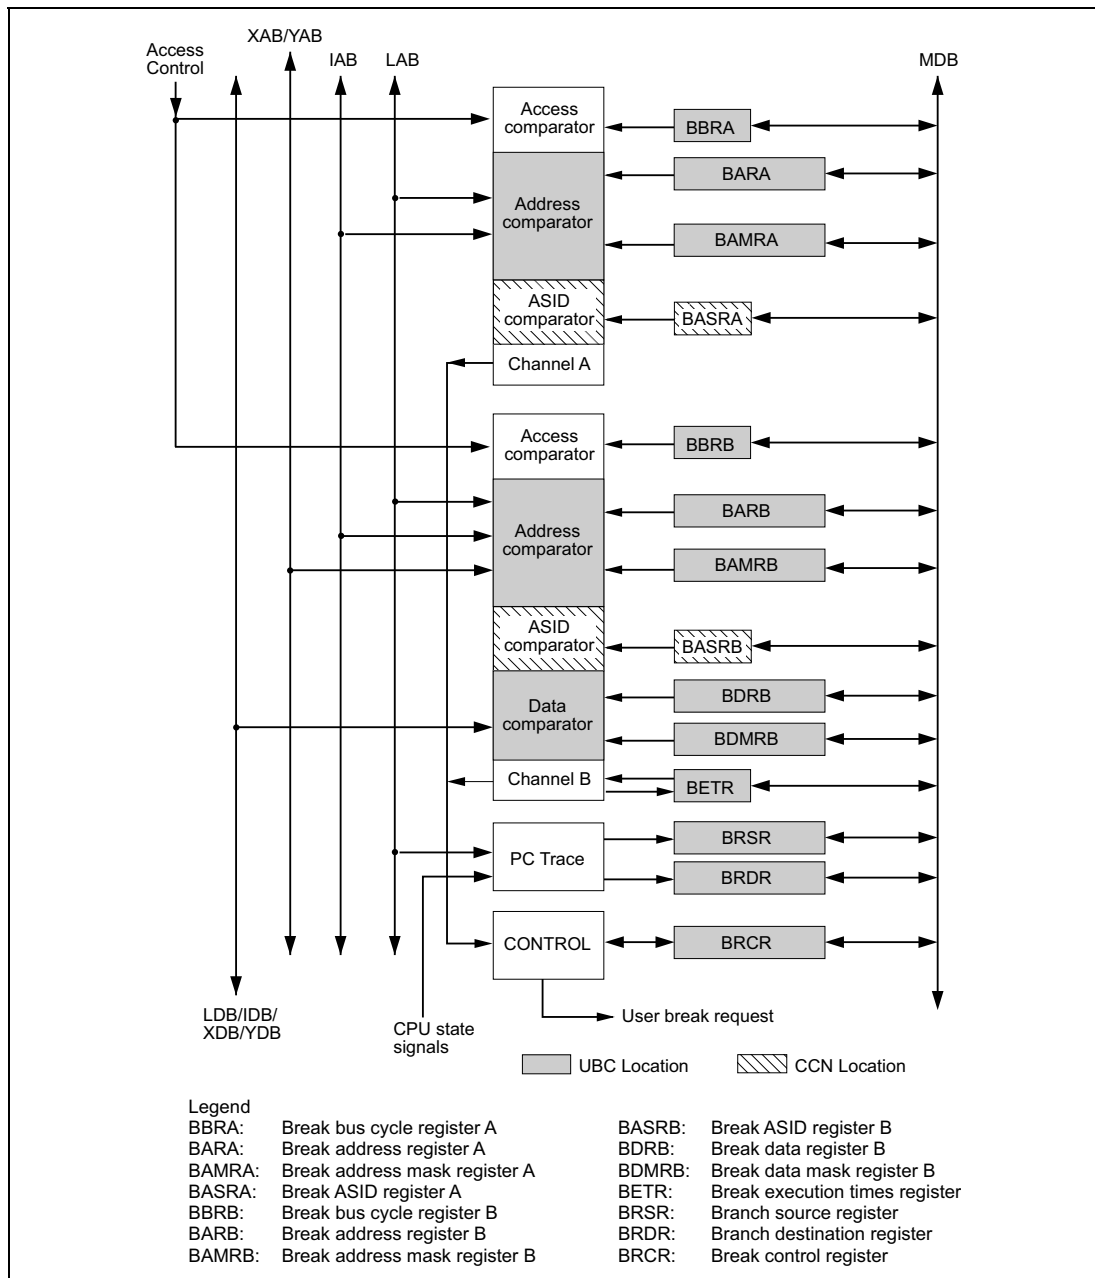 XAB/YAB
Access
Control
IAB
LAB
MDB
Access
comparator
BBRA
BARA
Address
comparator
BAMRA
ASID
comparator
BASRA
Channel A
Access
comparator
BBRB
BARB
Address
comparator
BAMRB
ASID
comparator
BASRB
BDRB
Data
comparator
BDMRB
Channel B
BETR
BRSR
PC Trace
BRDR
CONTROL
BRCR
LDB/IDB/
XDB/YDB
CPU state
signals
User break request
UBC Location
CCN Location
Legend
BBRA: Break bus cycle register A
BARA: Break address register A
BAMRA: Break address mask register A
BASRA: Break ASID register A
BBRB: Break bus cycle register B
BARB: Break address register B
BAMRB: Break address mask register B
BASRB: Break ASID register B
BDRB: Break data register B
BDMRB: Break data mask register B
BETR: Break execution times register
BRSR: Branch source register
BRDR: Branch destination register
BRCR: Break control register